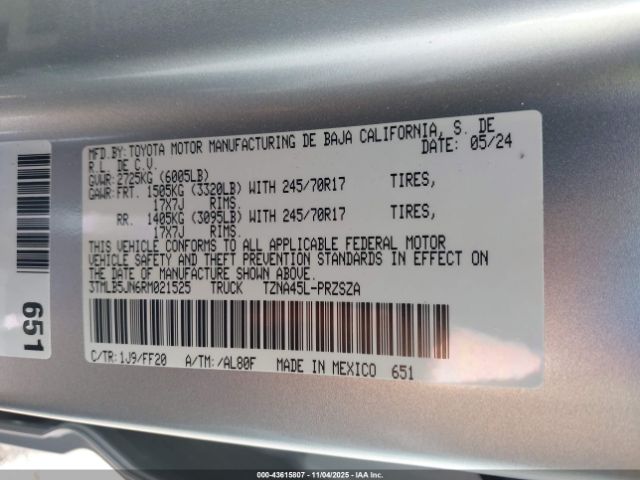 MFD.BY:TOYOTA MOTOR MANUFACTURING DE BAJA CALIFORNIA, S. DE
R.L. DE C.V. DATE: 05/24
GVWR:2725KG (6005LB)
GAWR:FRT. 1505KG (3320LB) WITH 245/70R17 TIRES,
17X7J RIMS.
RR. 1405KG (3095LB) WITH 245/70R17 TIRES,
17X7J RIMS.
THIS VEHICLE CONFORMS TO ALL APPLICABLE FEDERAL MOTOR
VEHICLE SAFETY AND THEFT PREVENTION STANDARDS IN EFFECT ON
THE DATE OF MANUFACTURE SHOWN ABOVE.
3TMLB5JN6RM021525 TRUCK TZNA45L-PRZSZA
C/TR:1J9/FF20 A/TM:/AL80F MADE IN MEXICO 651
651
000-43615807 - 11/04/2025 - IAAI